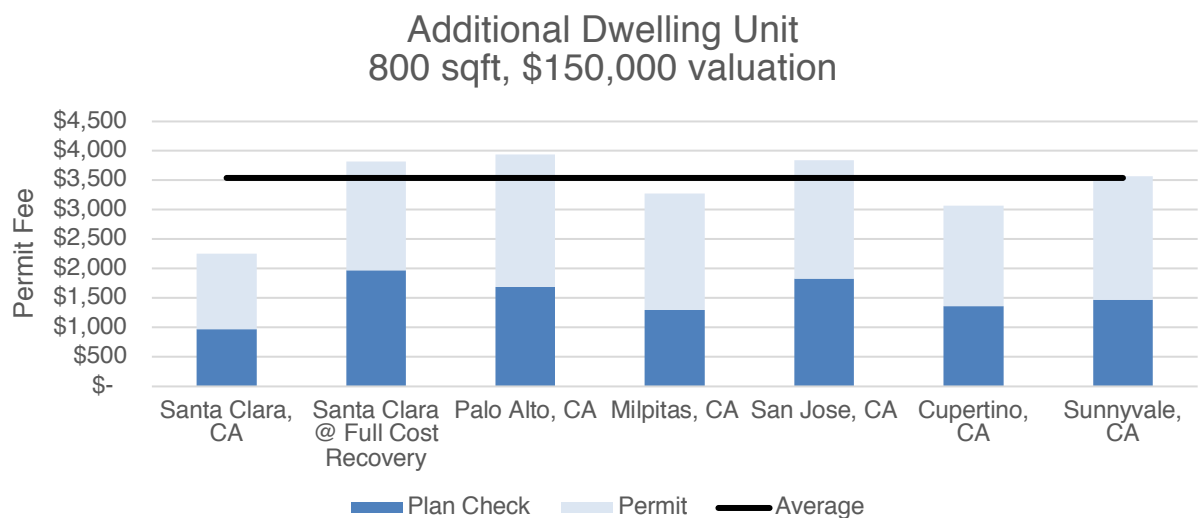 Additional Dwelling Unit
800 sqft, $150,000 valuation
Permit Fee
$4,500
$4,000
$3,500
$3,000
$2,500
$2,000
$1,500
$1,000
$500
$-
Santa Clara,
CA
Santa Clara
@ Full Cost
Recovery
Palo Alto, CA
Milpitas, CA
San Jose, CA
Cupertino,
CA
Sunnyvale,
CA
Plan Check
Permit
Average